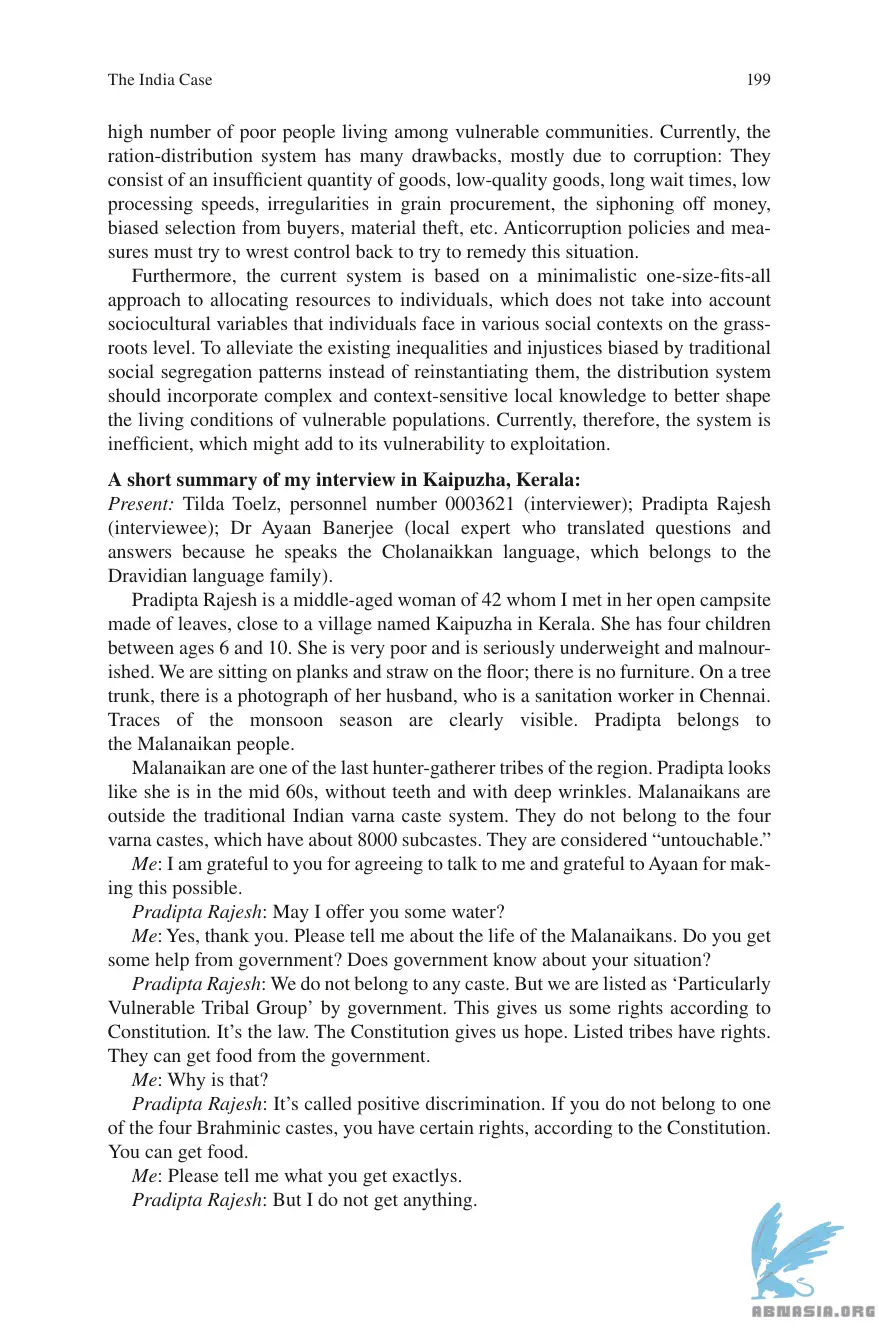 The India Case 199
high number of poor people living among vulnerable communities. Currently, the
ration-distribution system has many drawbacks, mostly due to corruption: They
consist of an insufficient quantity of goods, low-quality goods, long wait times, low
processing speeds, irregularities in grain procurement, the siphoning off money,
biased selection from buyers, material theft, etc. Anticorruption policies and mea-
sures must try to wrest control back to try to remedy this situation.
Furthermore, the current system is based on a minimalistic one-size-fits-all
approach to allocating resources to individuals, which does not take into account
sociocultural variables that individuals face in various social contexts on the grass-
roots level. To alleviate the existing inequalities and injustices biased by traditional
social segregation patterns instead of reinstantiating them, the distribution system
should incorporate complex and context-sensitive local knowledge to better shape
the living conditions of vulnerable populations. Currently, therefore, the system is
inefficient, which might add to its vulnerability to exploitation.
A short summary of my interview in Kaipuzha, Kerala:
Present: Tilda Toelz, personnel number 0003621 (interviewer); Pradipta Rajesh
(interviewee); Dr Ayaan Banerjee (local expert who translated questions and
answers because he speaks the Cholanaikkan language, which belongs to the
Dravidian language family).
Pradipta Rajesh is a middle-aged woman of 42 whom I met in her open campsite
made of leaves, close to a village named Kaipuzha in Kerala. She has four children
between ages 6 and 10. She is very poor and is seriously underweight and malnour-
ished. We are sitting on planks and straw on the floor; there is no furniture. On a tree
trunk, there is a photograph of her husband, who is a sanitation worker in Chennai.
Traces of the monsoon season are clearly visible. Pradipta belongs to
the Malanaikan people.
Malanaikan are one of the last hunter-gatherer tribes of the region. Pradipta looks
like she is in the mid 60s, without teeth and with deep wrinkles. Malanaikans are
outside the traditional Indian varna caste system. They do not belong to the four
varna castes, which have about 8000 subcastes. They are considered “untouchable.”
Me: I am grateful to you for agreeing to talk to me and grateful to Ayaan for mak-
ing this possible.
Pradipta Rajesh: May I offer you some water?
Me: Yes, thank you. Please tell me about the life of the Malanaikans. Do you get
some help from government? Does government know about your situation?
Pradipta Rajesh: We do not belong to any caste. But we are listed as ‘Particularly
Vulnerable Tribal Group’ by government. This gives us some rights according to
Constitution. It’s the law. The Constitution gives us hope. Listed tribes have rights.
They can get food from the government.
Me: Why is that?
Pradipta Rajesh: It’s called positive discrimination. If you do not belong to one
of the four Brahminic castes, you have certain rights, according to the Constitution.
You can get food.
Me: Please tell me what you get exactlys.
Pradipta Rajesh: But I do not get anything.
ABNASIA.ORG